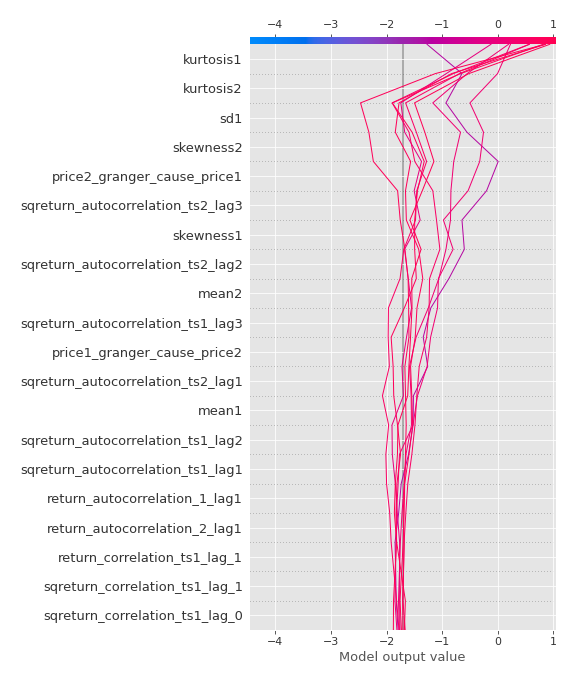 −4 −3 −2 −1 0 1
kurtosis1
kurtosis2
sd1
skewness2
price2_granger_cause_price1
sqreturn_autocorrelation_ts2_lag3
skewness1
sqreturn_autocorrelation_ts2_lag2
mean2
sqreturn_autocorrelation_ts1_lag3
price1_granger_cause_price2
sqreturn_autocorrelation_ts2_lag1
mean1
sqreturn_autocorrelation_ts1_lag2
sqreturn_autocorrelation_ts1_lag1
return_autocorrelation_1_lag1
return_autocorrelation_2_lag1
return_correlation_ts1_lag_1
sqreturn_correlation_ts1_lag_1
sqreturn_correlation_ts1_lag_0
−4 −3 −2 −1 0 1
Model output value